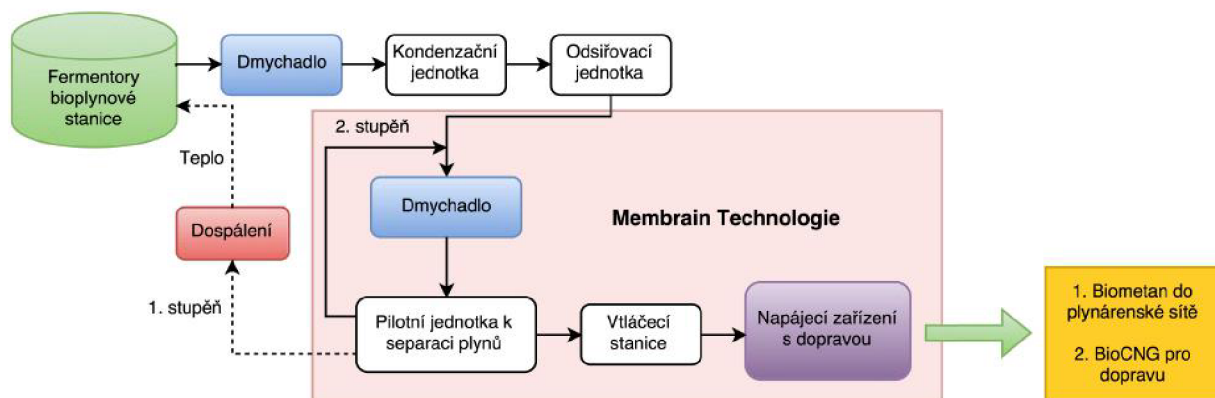 Fermentory
bioplynové
stanice
Dmychadlo
Kondenzační
jednotka
Odsiřovací
jednotka
2. stupěň
Teplo
Dmychadlo
Membrain Technologie
Dospálení
1. stupěň
Pilotní jednotka k
separaci plynů
Vtláčecí
stanice
Napájecí zařízení
s dopravou
1. Biometan do
plynárenské sítě
2. BioCNG pro
dopravu